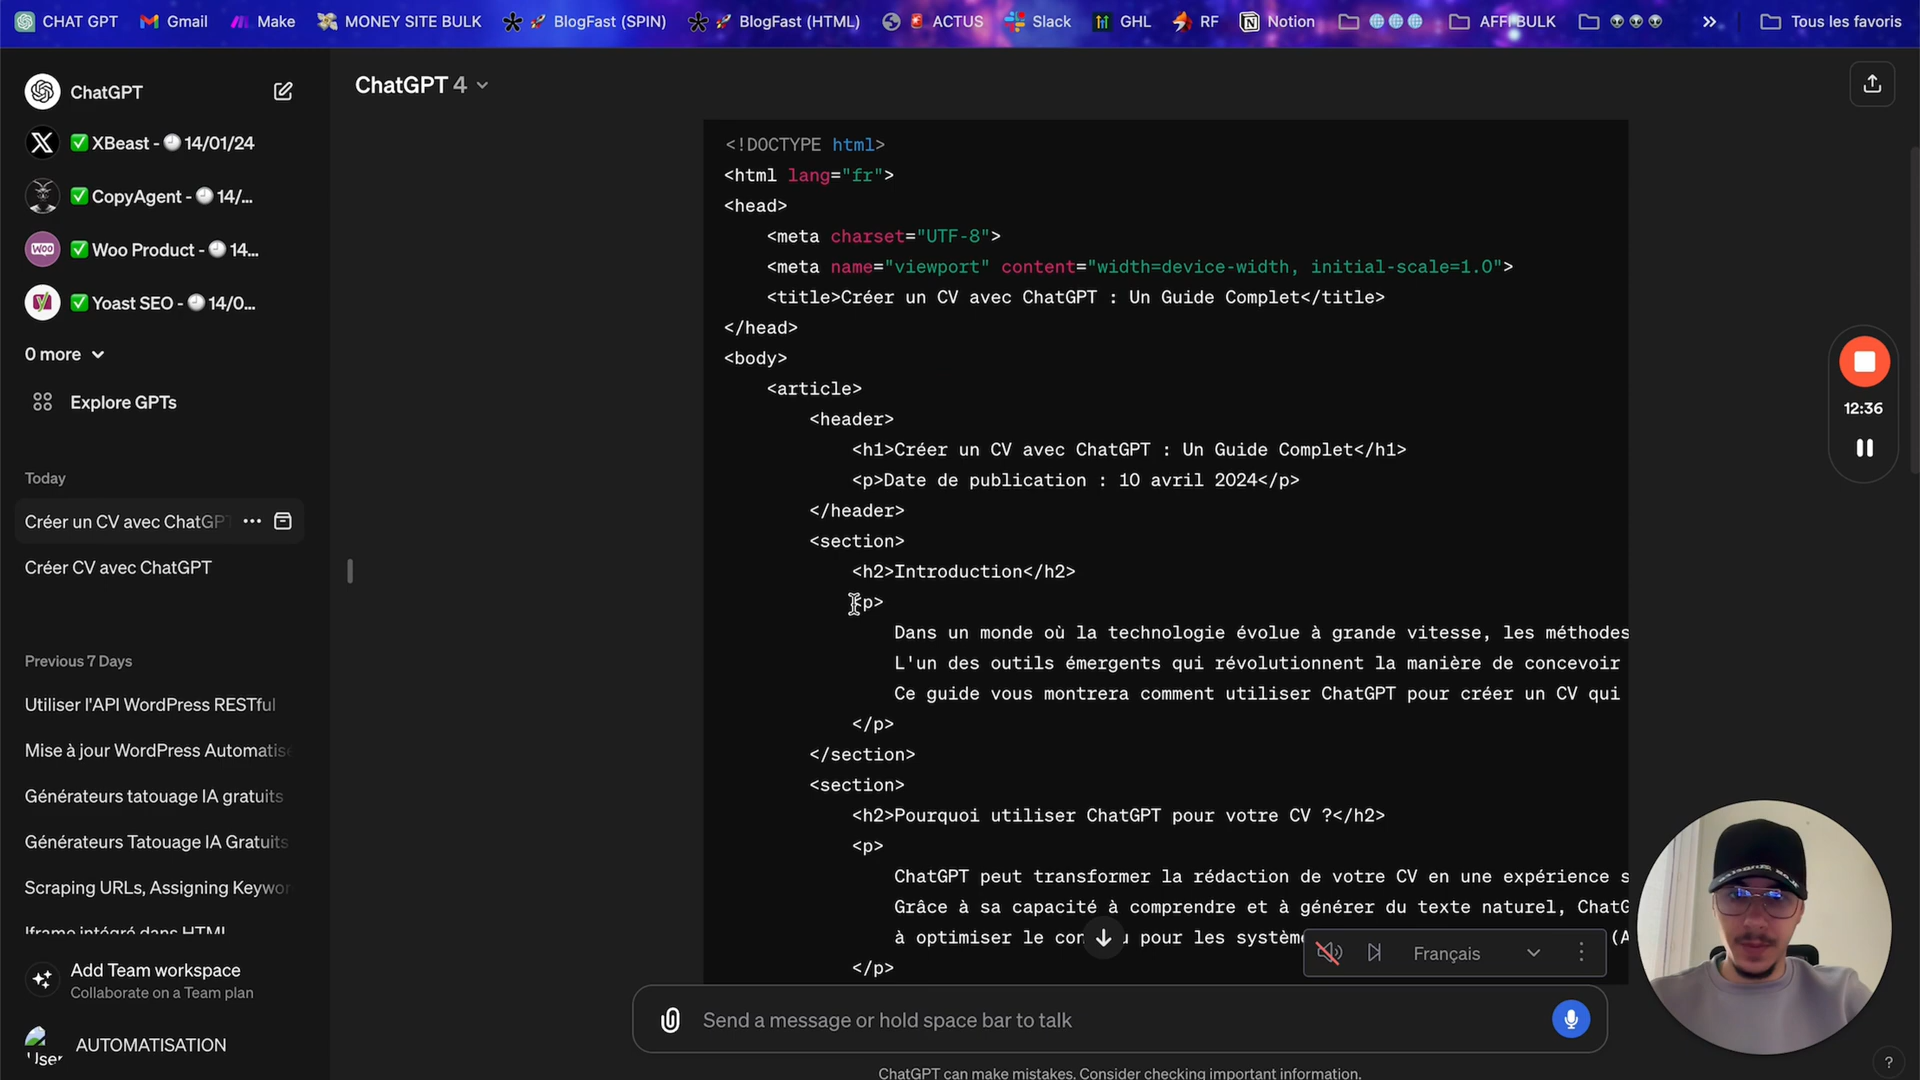 CHAT GPT
Gmail
Make
MONEY SITE BULK
BlogFast (SPIN)
BlogFast (HTML)
ACTUS
Slack
GHL
RF
Notion
AFFI BULK
Tous les favoris
ChatGPT
XBeast - 14/01/24
CopyAgent - 14/...
Woo Product - 14...
Yoast SEO - 14/0...
0 more
Explore GPTs
Today
Créer un CV avec ChatGPT
Créer CV avec ChatGPT
Previous 7 Days
Utiliser l'API WordPress RESTful
Mise à jour WordPress Automatisé
Générateurs tatouage IA gratuits
Générateurs Tatouage IA Gratuits
Scraping URLs, Assigning Keywor
Iframe intégré dans HTML
Add Team workspace
Collaborate on a Team plan
User
AUTOMATISATION
ChatGPT 4
<!DOCTYPE html>
<html lang="fr">
<head>
<meta charset="UTF-8">
<meta name="viewport" content="width=device-width, initial-scale=1.0">
<title>Créer un CV avec ChatGPT : Un Guide Complet</title>
</head>
<body>
<article>
<header>
<h1>Créer un CV avec ChatGPT : Un Guide Complet</h1>
<p>Date de publication : 10 avril 2024</p>
</header>
<section>
<h2>Introduction</h2>
<p>
Dans un monde où la technologie évolue à grande vitesse, les méthodes
L'un des outils émergents qui révolutionnent la manière de concevoir
Ce guide vous montrera comment utiliser ChatGPT pour créer un CV qui
</p>
</section>
<section>
<h2>Pourquoi utiliser ChatGPT pour votre CV ?</h2>
<p>
ChatGPT peut transformer la rédaction de votre CV en une expérience s
Grâce à sa capacité à comprendre et à générer du texte naturel, ChatG
à optimiser le con u pour les systèm (A
</p>
Français
Send a message or hold space bar to talk
ChatGPT can make mistakes. Consider checking important information.
12:36
?